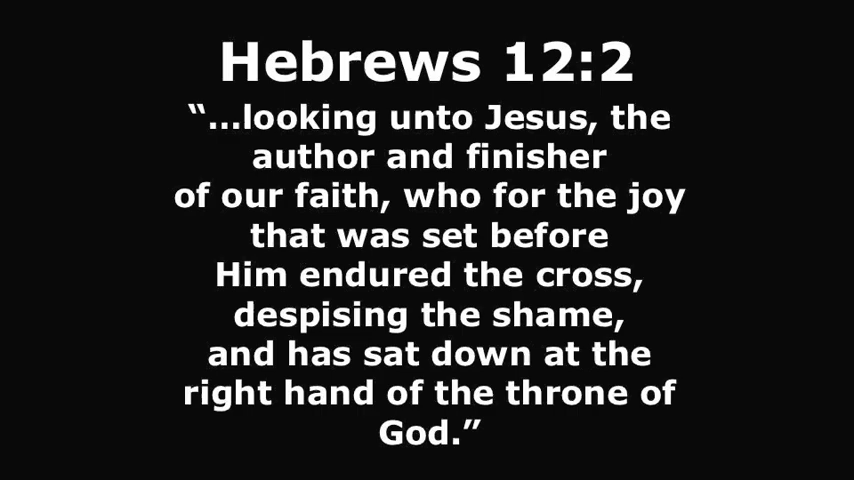 Hebrews 12:2
“...looking unto Jesus, the
author and finisher
of our faith, who for the joy
that was set before
Him endured the cross,
despising the shame,
and has sat down at the
right hand of the throne of
God.”